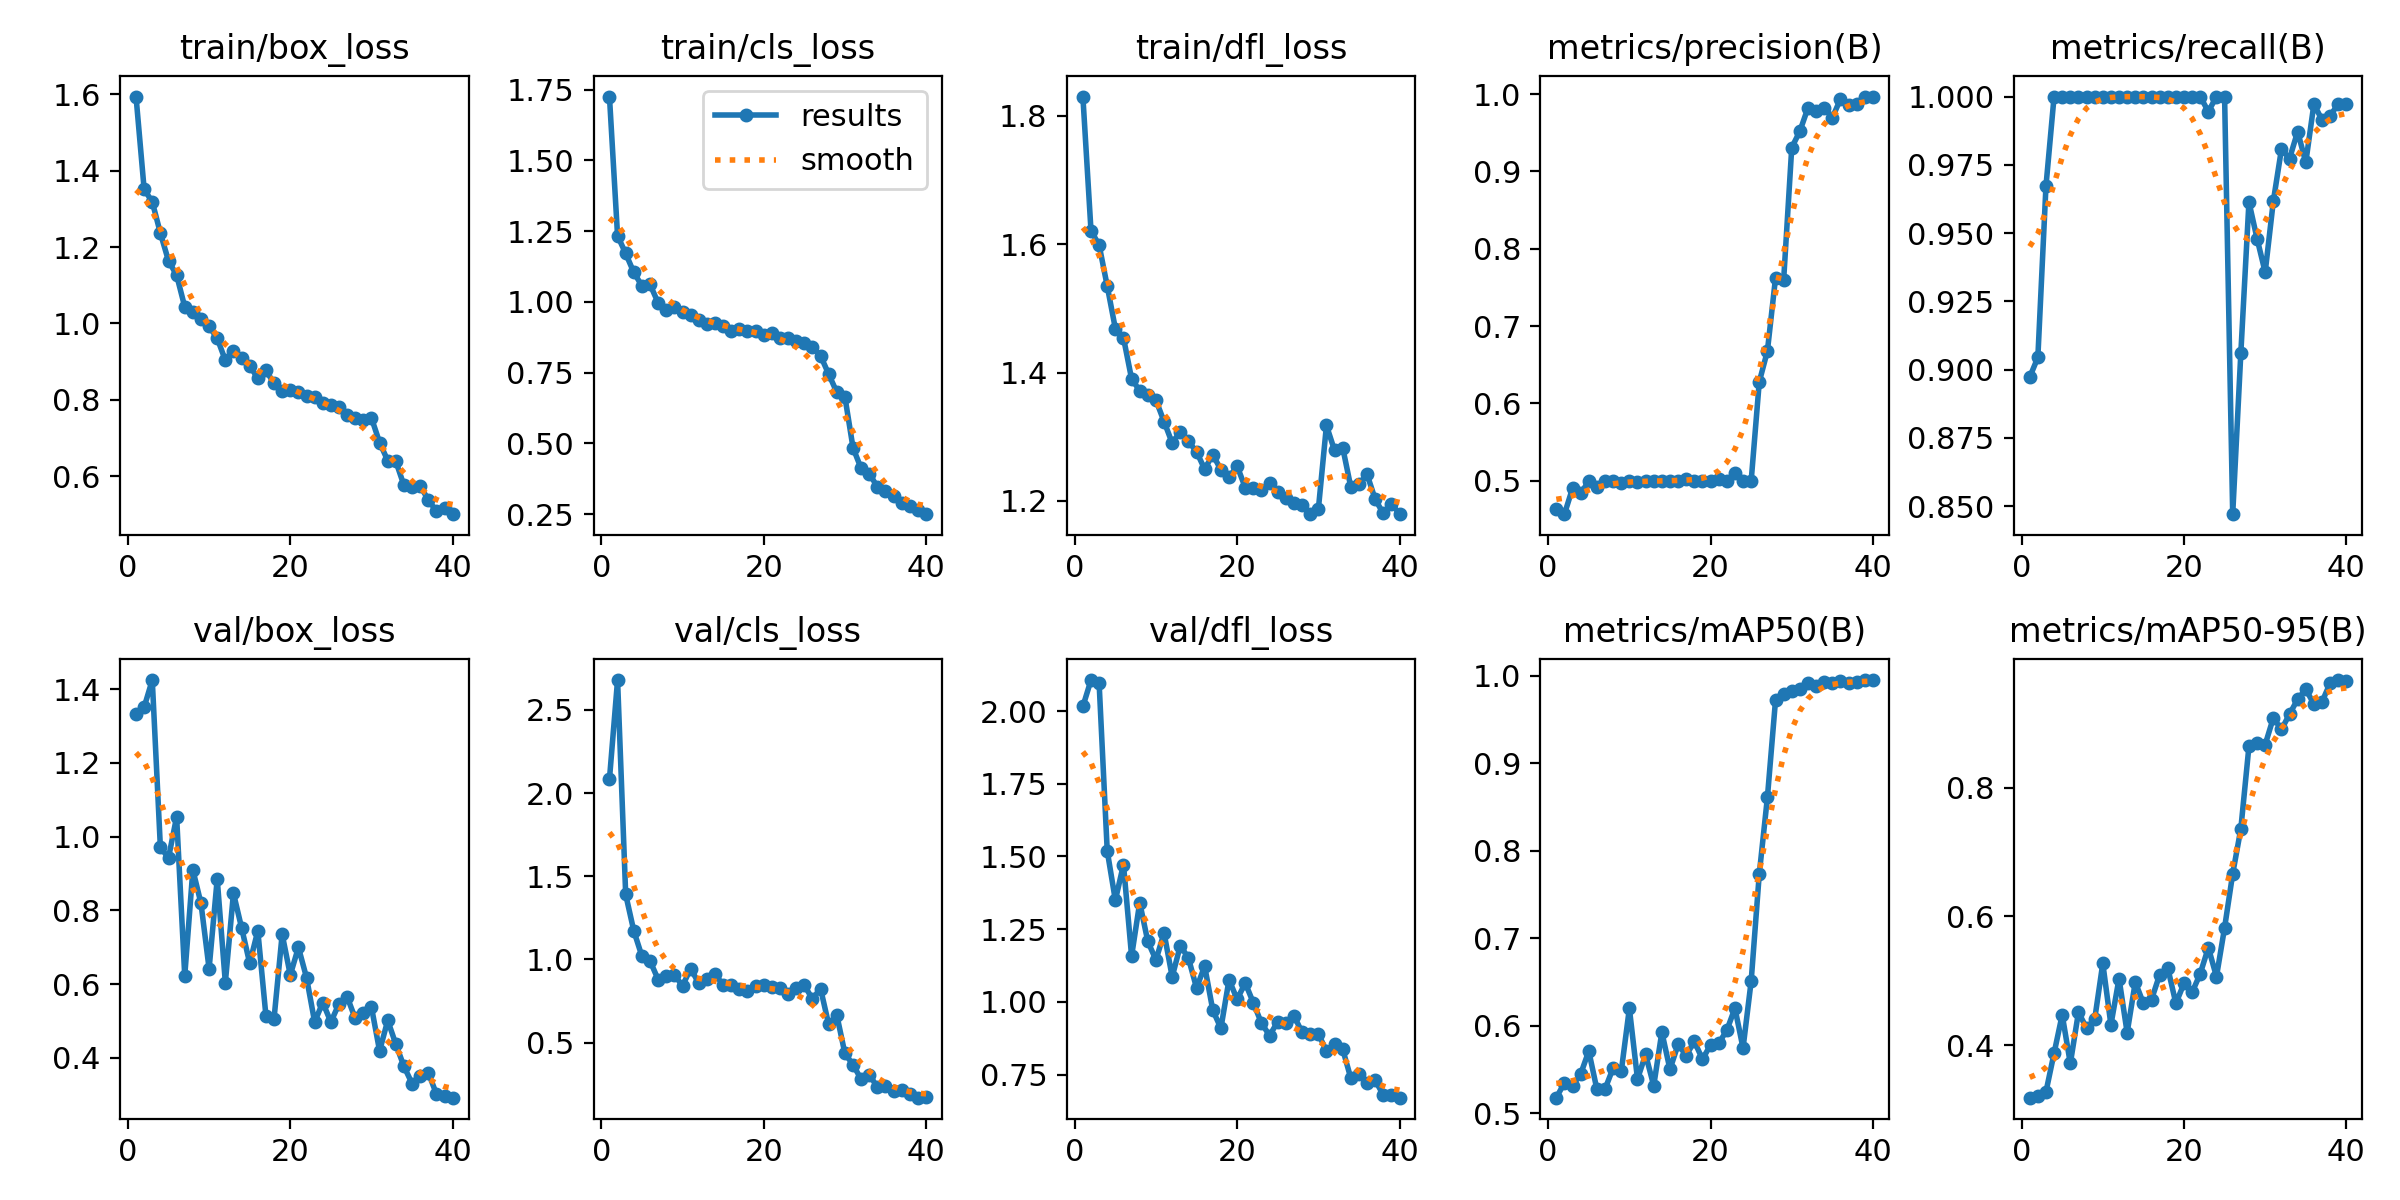 train/box_loss
1.6
1.4
1.2
1.0
0.8
0.6
0 20 40
train/cls_loss
results
smooth
1.75
1.50
1.25
1.00
0.75
0.50
0.25
0 20 40
train/dfl_loss
1.8
1.6
1.4
1.2
0 20 40
metrics/precision(B)
1.0
0.9
0.8
0.7
0.6
0.5
0 20 40
metrics/recall(B)
1.000
0.975
0.950
0.925
0.900
0.875
0.850
0 20 40
val/box_loss
1.4
1.2
1.0
0.8
0.6
0.4
0 20 40
val/cls_loss
2.5
2.0
1.5
1.0
0.5
0 20 40
val/dfl_loss
2.00
1.75
1.50
1.25
1.00
0.75
0 20 40
metrics/mAP50(B)
1.0
0.9
0.8
0.7
0.6
0.5
0 20 40
metrics/mAP50-95(B)
0.8
0.6
0.4
0 20 40